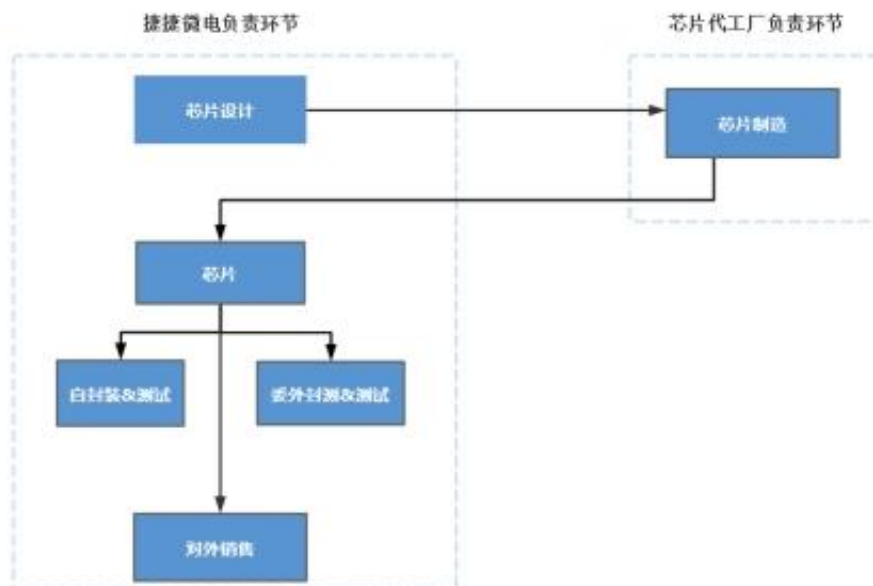 捷捷微电负责环节
芯片代工厂负责环节
芯片设计
芯片制造
芯片
自封装&测试
委外封测&测试
对外销售